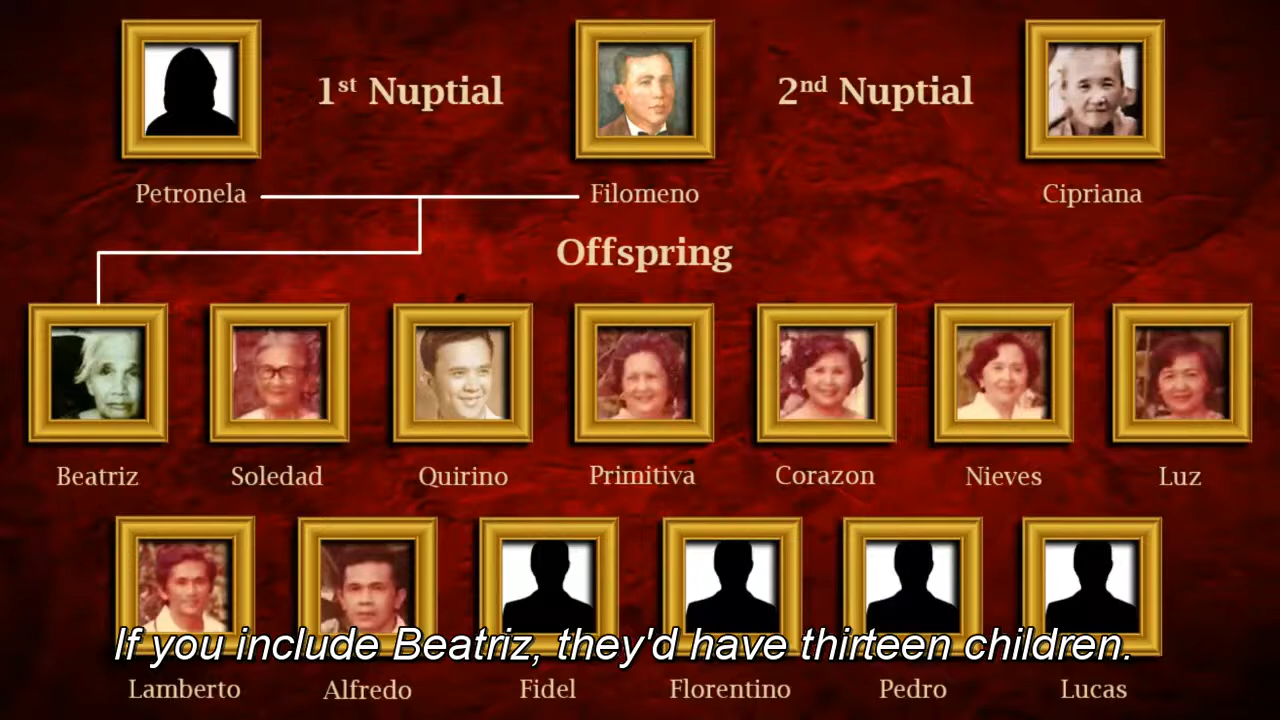 1st Nuptial
2nd Nuptial
Petronela
Filomeno
Cipriana
Offspring
Beatriz
Soledad
Quirino
Primitiva
Corazon
Nieves
Luz
If you include Beatriz, they'd have thirteen children.
Lamberto
Alfredo
Fidel
Florentino
Pedro
Lucas